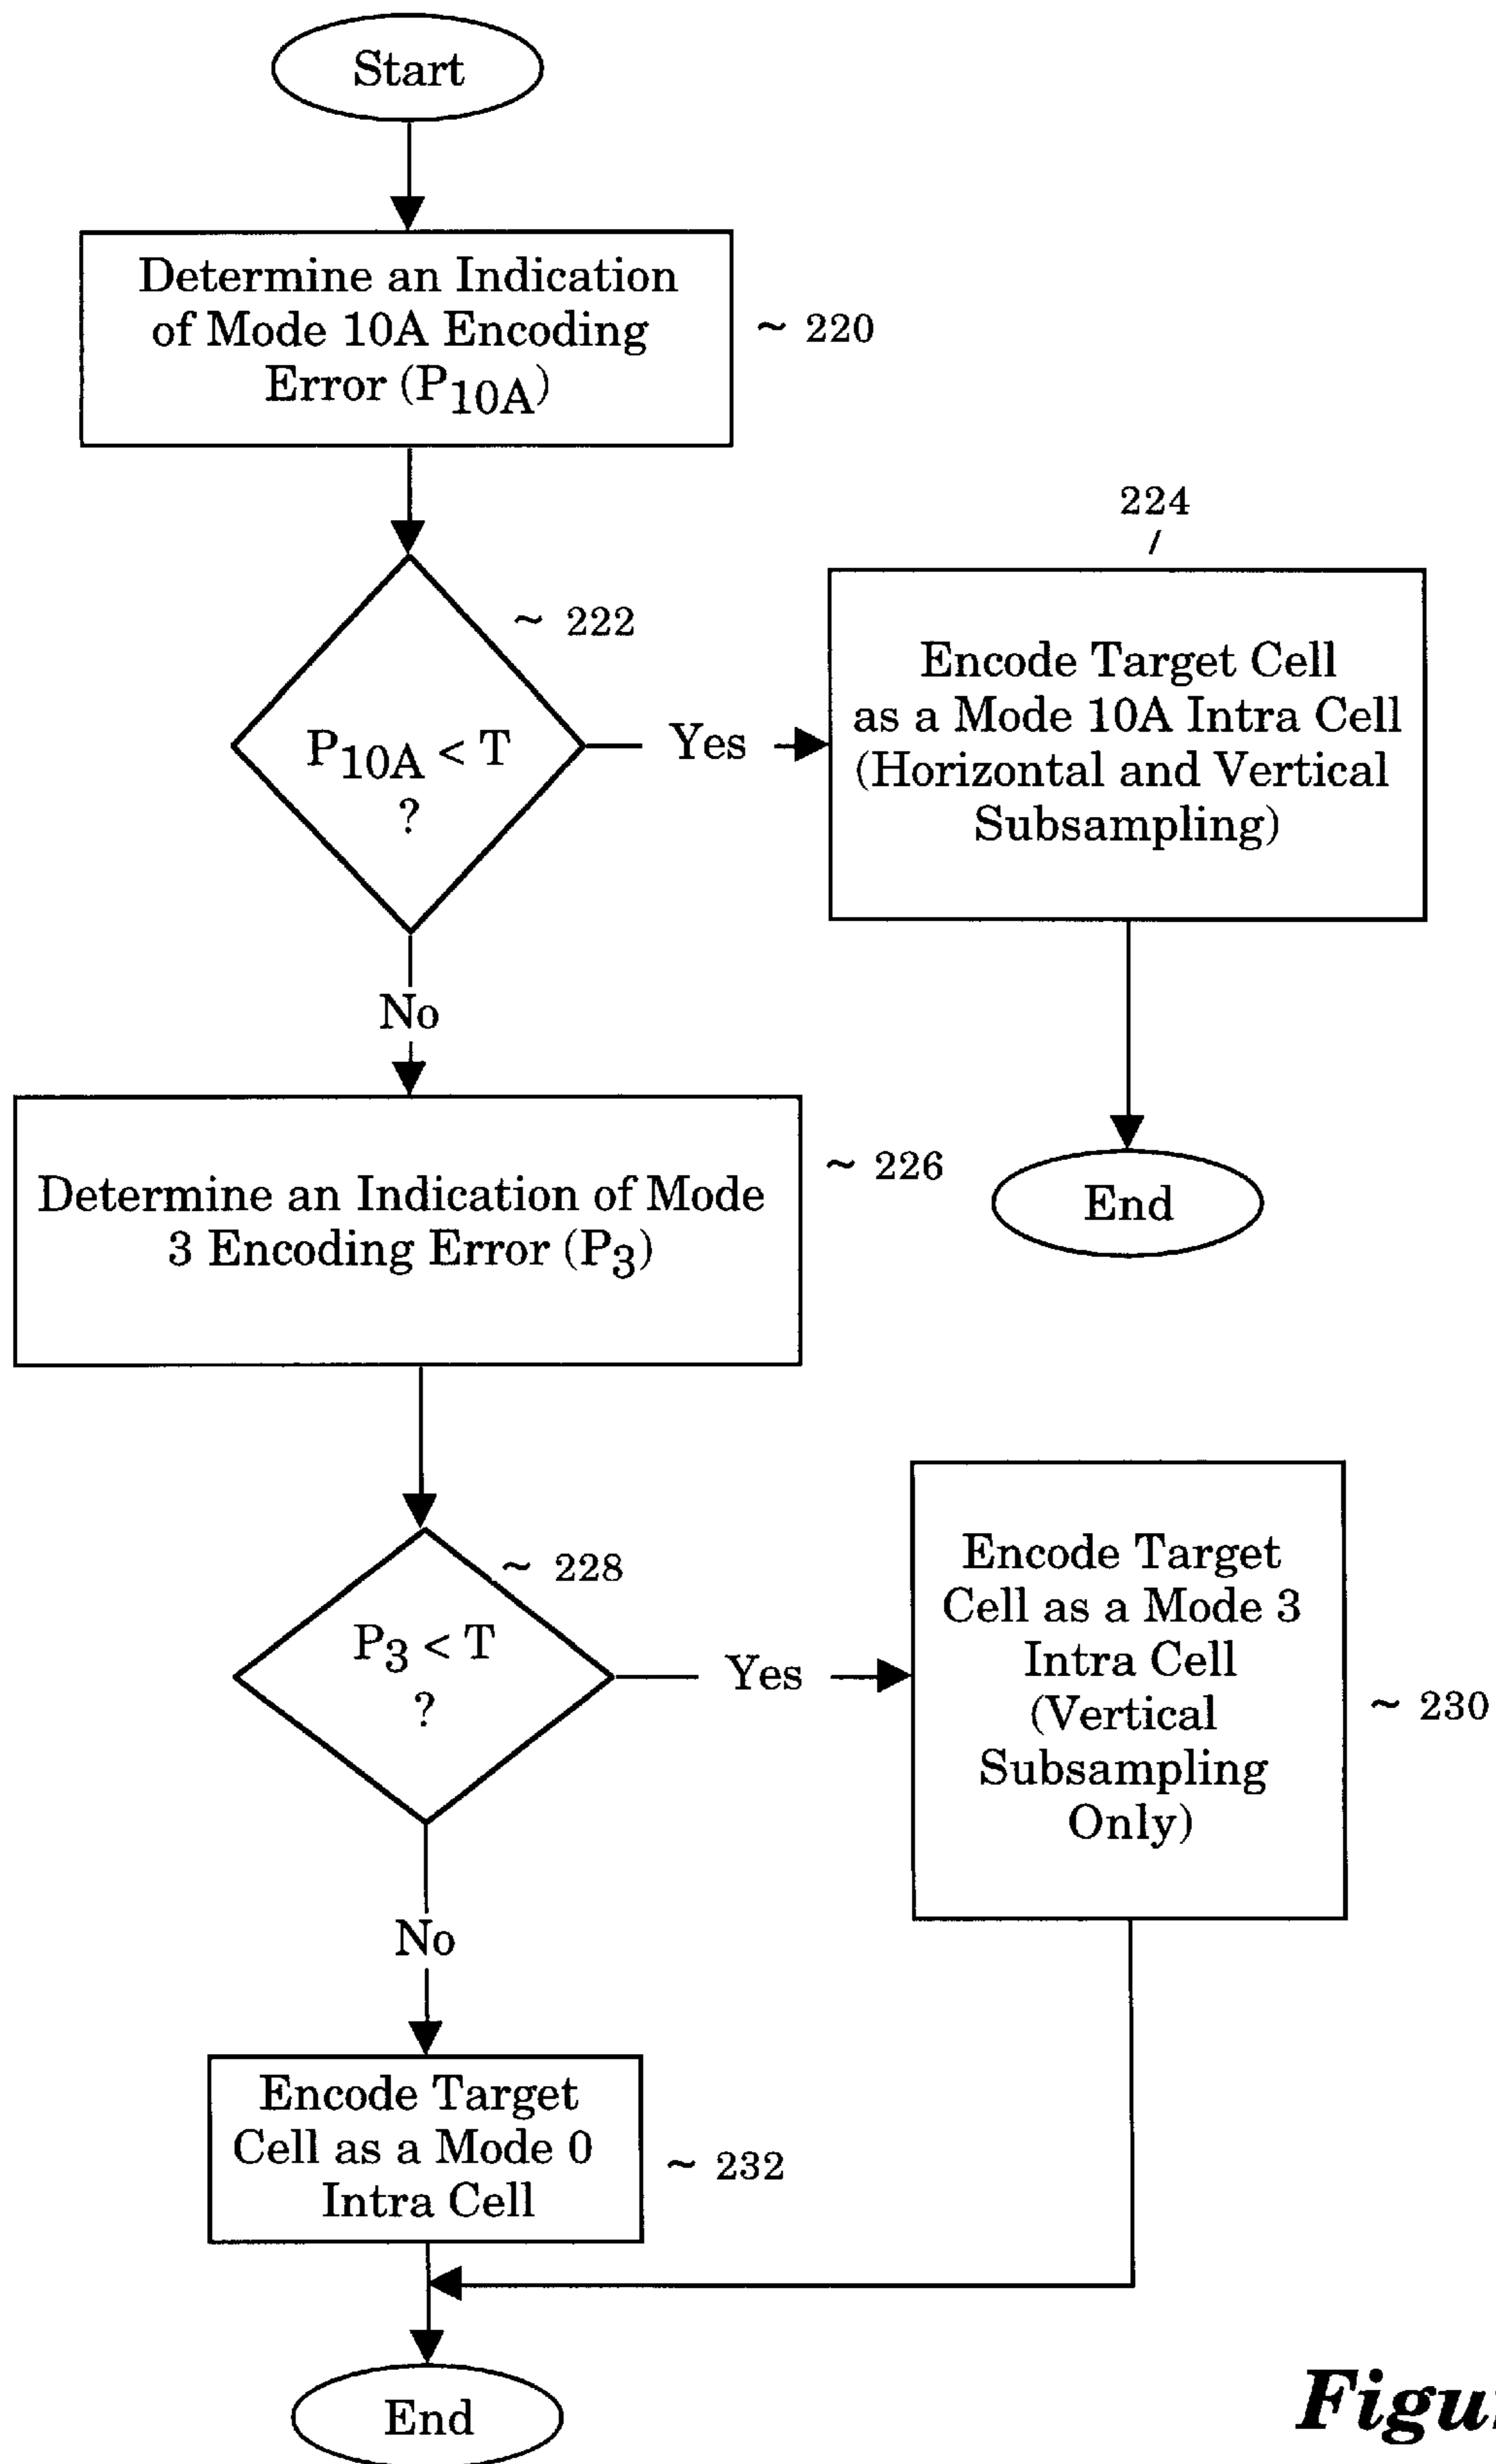 Start
Determine an Indication
of Mode 10A Encoding
Error (P10A)
~ 220
224
~ 222
P10A < T
?
Yes
Encode Target Cell
as a Mode 10A Intra Cell
(Horizontal and Vertical
Subsampling)
No
End
Determine an Indication of Mode
3 Encoding Error (P3)
~ 226
~ 228
P3 < T
?
Yes
Encode Target
Cell as a Mode 3
Intra Cell
(Vertical
Subsampling
Only)
~ 230
No
Encode Target
Cell as a Mode 0
Intra Cell
~ 232
End